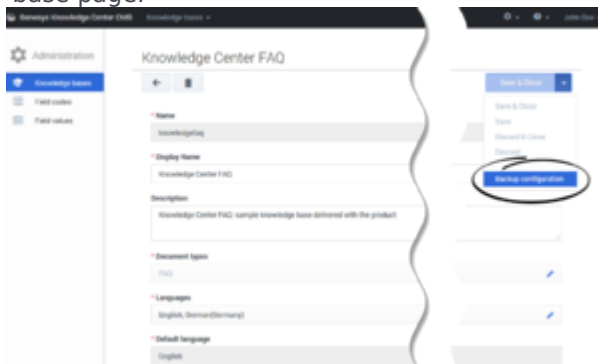 base page.
Genesys Knowledge Center CMS Knowledge bases
John Doe
Administration
Knowledge bases
Field codes
Field values
Knowledge Center FAQ
Save & Close
Save & Close
Save
Discard & Close
Discard
Backup configuration
* Name
knowledgefaq
* Display Name
Knowledge Center FAQ
Description
Knowledge Center FAQ, sample knowledge base delivered with the product
* Document types
FAQ
* Languages
English, German(Germany)
* Default language
English